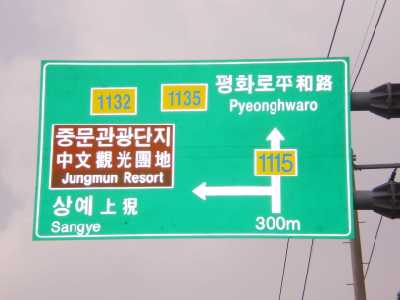 1132
1135
평화로平和路
Pyeonghwaro
중문관광단지
中文觀光團地
Jungmun Resort
1115
상예上猊
Sangye
300m